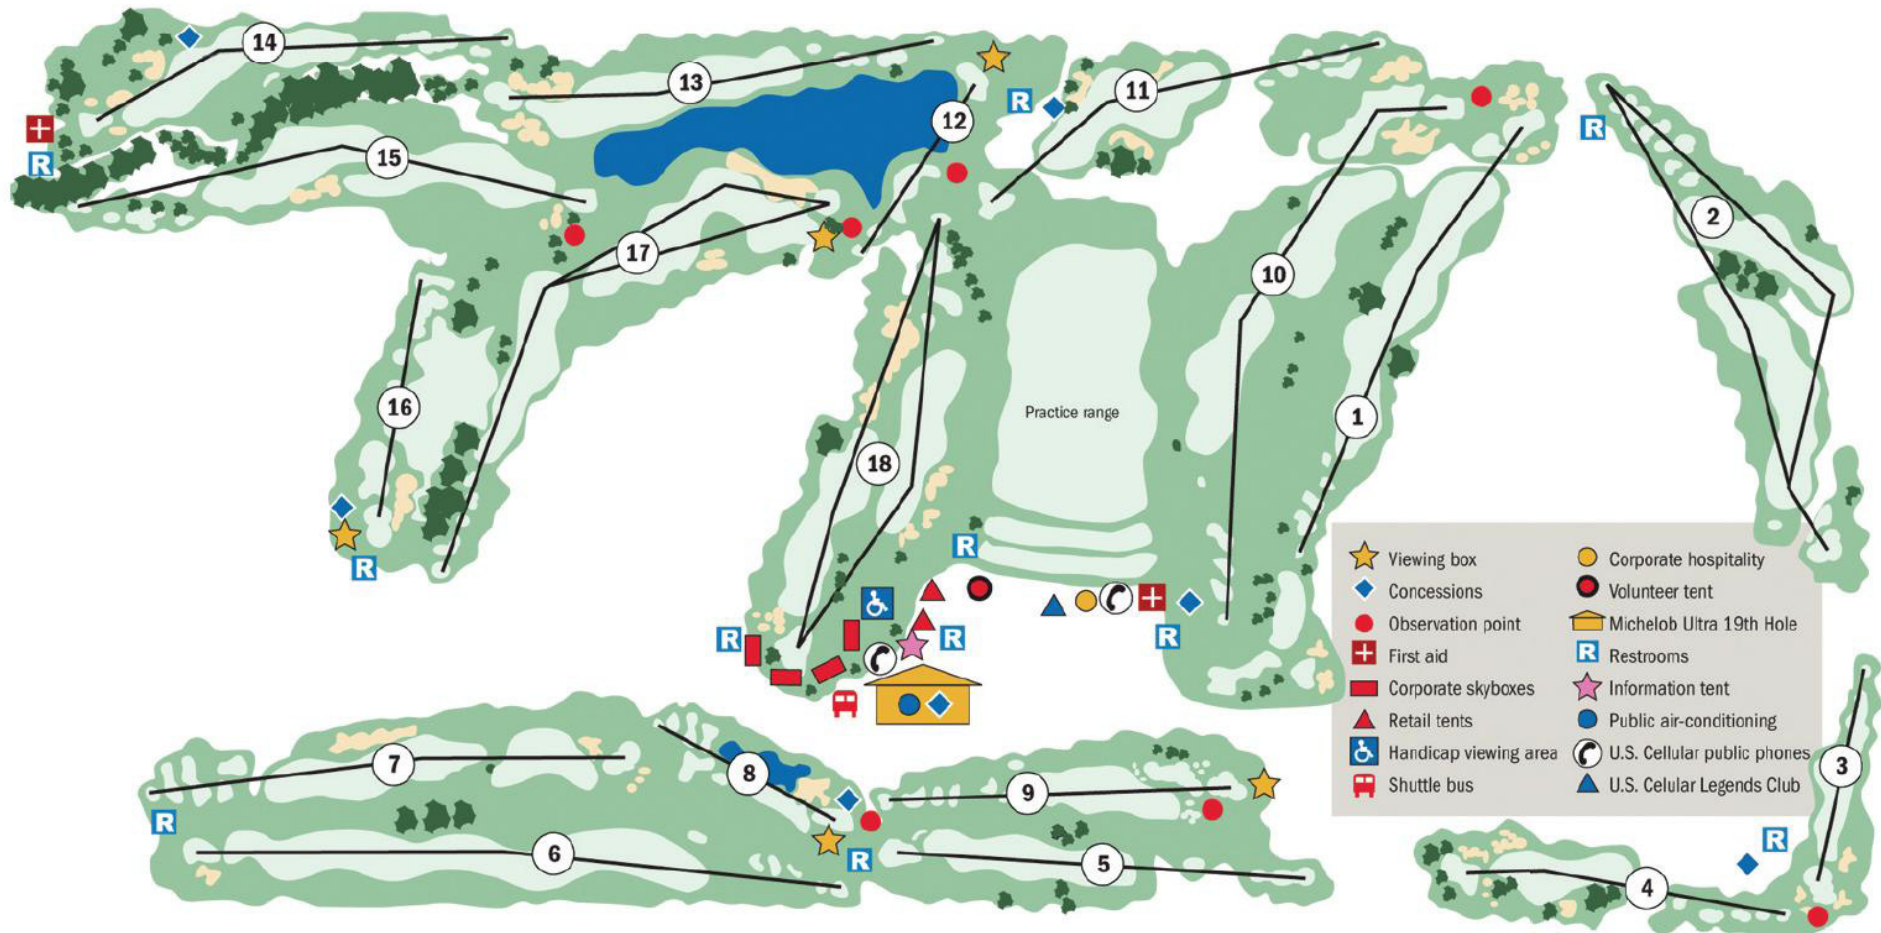 14
13
11
12
R
R
15
R
2
17
10
16
1
Practice range
18
R
R
R
R
R
Viewing box
Corporate hospitality
Concessions
Volunteer tent
Observation point
Michelob Ultra 19th Hole
First aid
R Restrooms
Corporate skyboxes
Information tent
Retail tents
Public air-conditioning
Handicap viewing area
U.S. Cellular public phones
Shuttle bus
U.S. Celular Legends Club
7
8
9
3
R
6
R
5
R
4